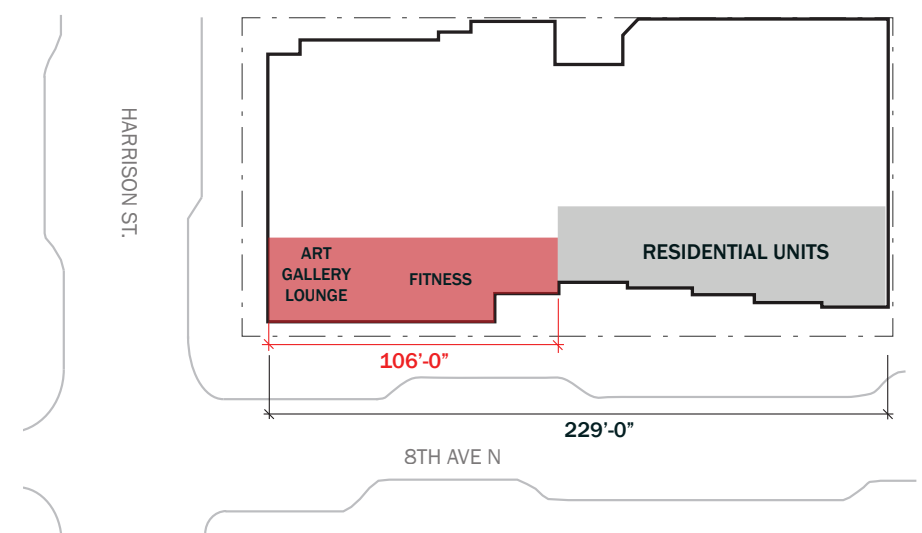 HARRISON ST.
ART
GALLERY
LOUNGE
FITNESS
RESIDENTIAL UNITS
106’-0”
229’-0”
8TH AVE N